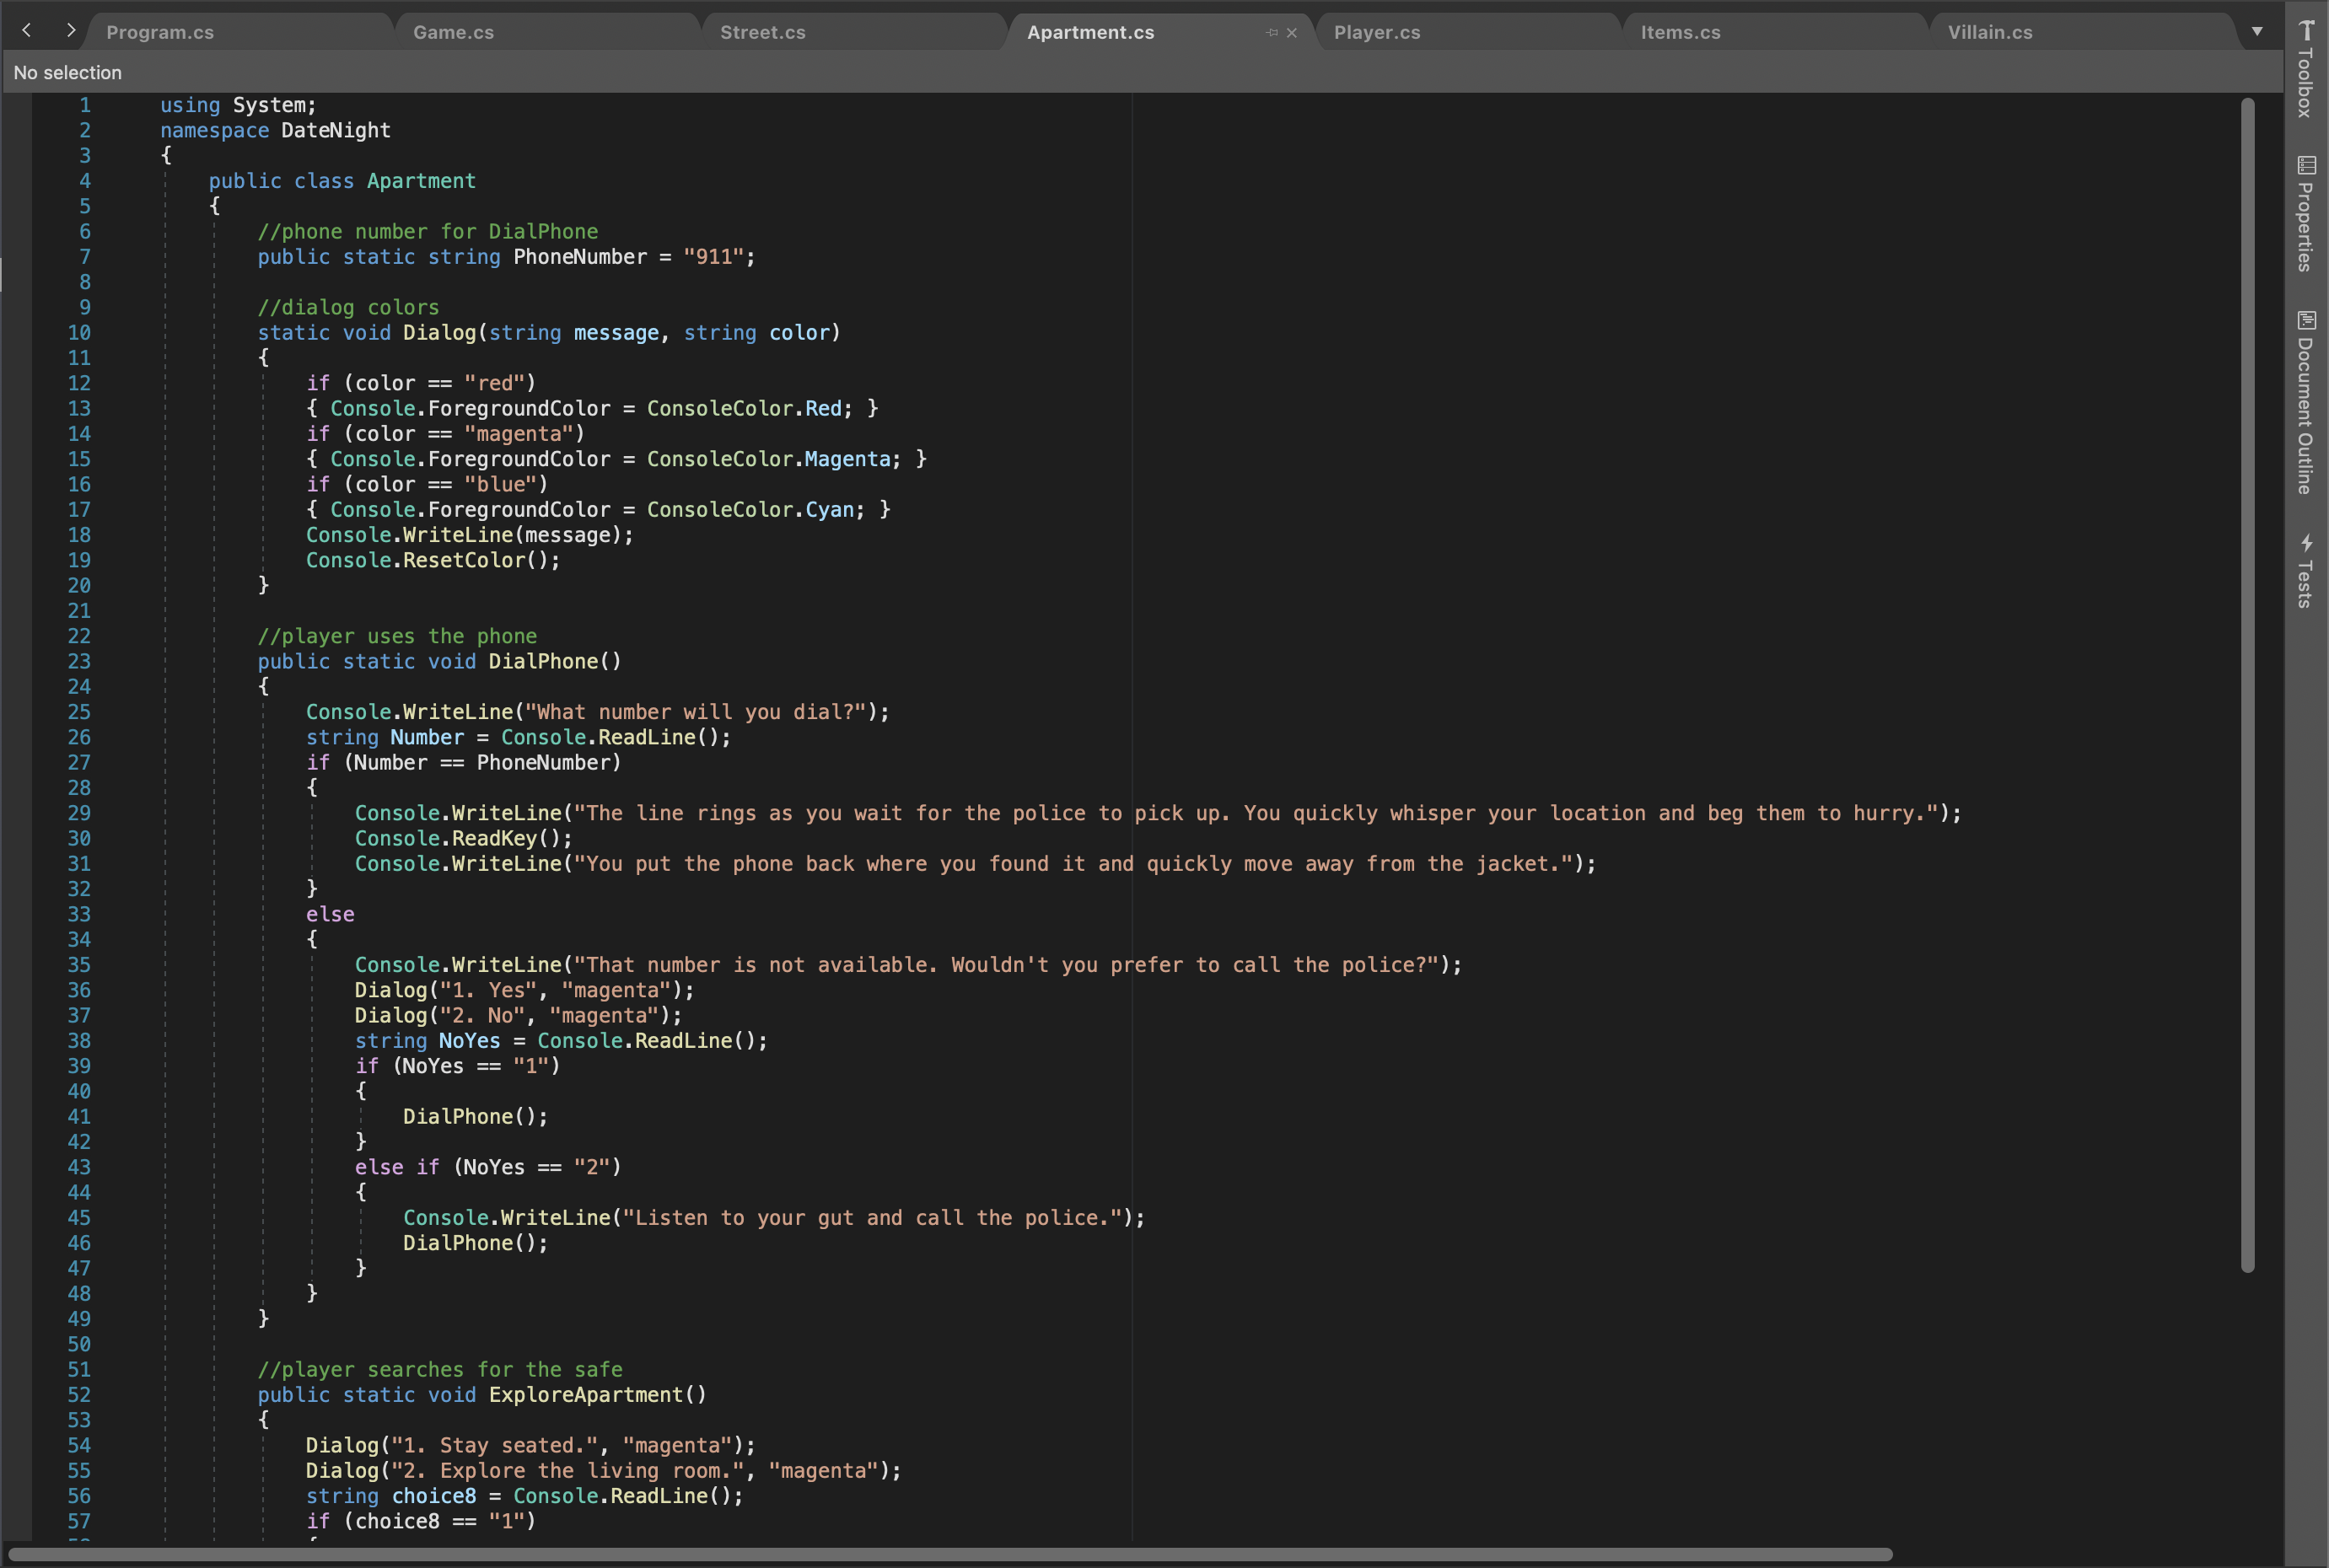 Program.cs Game.cs Street.cs Apartment.cs Player.cs Items.cs Villain.cs
No selection
1 using System;
2 namespace DateNight
3 {
4     public class Apartment
5     {
6         //phone number for DialPhone
7         public static string PhoneNumber = "911";
8
9         //dialog colors
10         static void Dialog(string message, string color)
11         {
12             if (color == "red")
13             { Console.ForegroundColor = ConsoleColor.Red; }
14             if (color == "magenta")
15             { Console.ForegroundColor = ConsoleColor.Magenta; }
16             if (color == "blue")
17             { Console.ForegroundColor = ConsoleColor.Cyan; }
18             Console.WriteLine(message);
19             Console.ResetColor();
20         }
21
22         //player uses the phone
23         public static void DialPhone()
24         {
25             Console.WriteLine("What number will you dial?");
26             string Number = Console.ReadLine();
27             if (Number == PhoneNumber)
28             {
29                 Console.WriteLine("The line rings as you wait for the police to pick up. You quickly whisper your location and beg them to hurry.");
30                 Console.ReadKey();
31                 Console.WriteLine("You put the phone back where you found it and quickly move away from the jacket.");
32             }
33             else
34             {
35                 Console.WriteLine("That number is not available. Wouldn't you prefer to call the police?");
36                 Dialog("1. Yes", "magenta");
37                 Dialog("2. No", "magenta");
38                 string NoYes = Console.ReadLine();
39                 if (NoYes == "1")
40                 {
41                     DialPhone();
42                 }
43                 else if (NoYes == "2")
44                 {
45                     Console.WriteLine("Listen to your gut and call the police.");
46                     DialPhone();
47                 }
48             }
49         }
50
51         //player searches for the safe
52         public static void ExploreApartment()
53         {
54             Dialog("1. Stay seated.", "magenta");
55             Dialog("2. Explore the living room.", "magenta");
56             string choice8 = Console.ReadLine();
57             if (choice8 == "1")
Toolbox
Properties
Document Outline
Tests